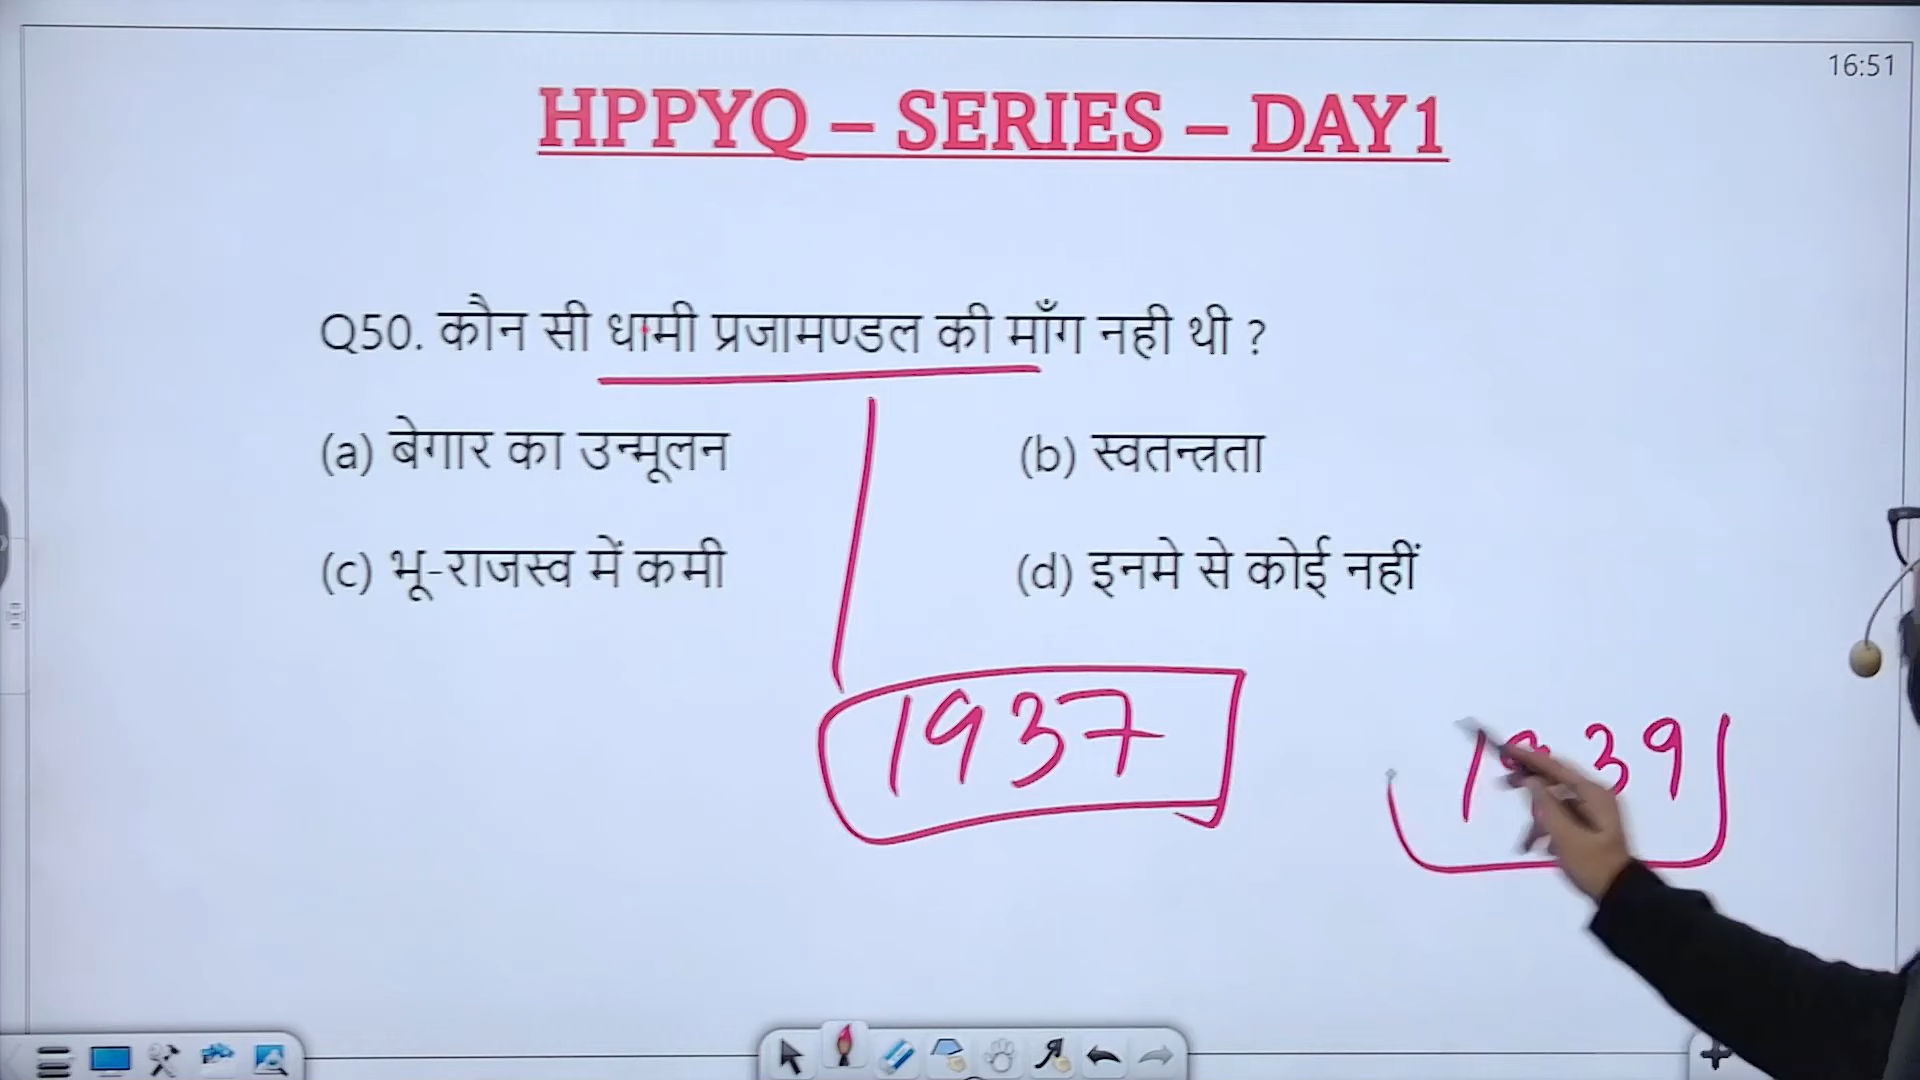 16:51
HPPYQ – SERIES – DAY1
Q50. कौन सी धामी प्रजामण्डल की माँग नही थी ?
(a) बेगार का उन्मूलन
(b) स्वतन्त्रता
(c) भू-राजस्व में कमी
(d) इनमे से कोई नहीं
1937
1939